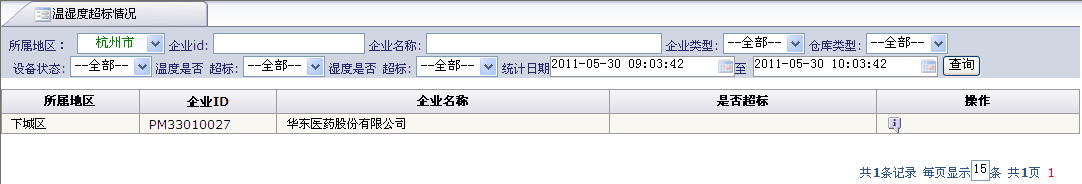 温湿度超标情况
所属地区： 杭州市 企业id: 企业名称: 企业类型: --全部-- 仓库类型: --全部--
设备状态: --全部-- 温度是否 超标: --全部-- 湿度是否 超标: --全部-- 统计日期 2011-05-30 09:03:42 至 2011-05-30 10:03:42 查询
所属地区 企业ID 企业名称 是否超标 操作
下城区 PM33010027 华东医药股份有限公司
共1条记录 每页显示 15 条 共1页 1